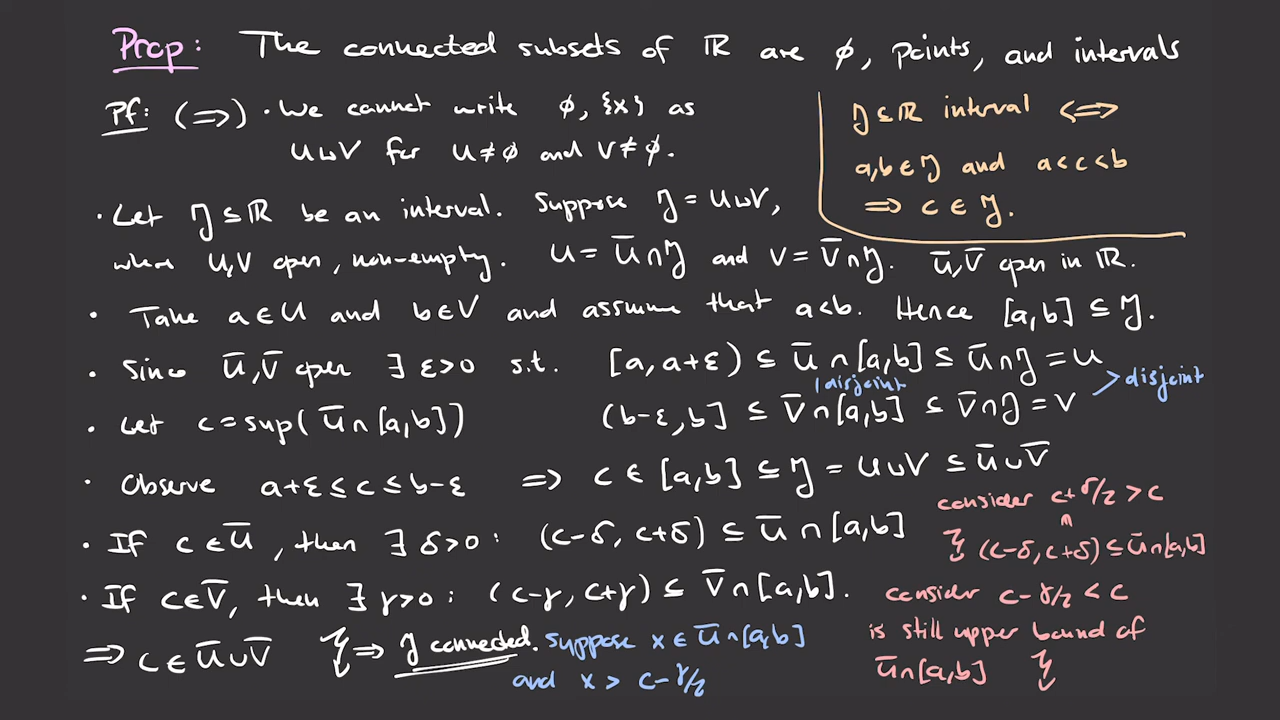 Prop: The connected subsets of ℝ are ∅, points, and intervals
Pf: (⇒) · We cannot write ∅, {x} as
U⊔V for U≠∅ and V≠∅.
J⊆ℝ interval ⇔
a,b∈J and a<c<b
⇒ c∈J.
· Let J⊆ℝ be an interval. Suppose J=U⊔V,
where U,V open, non-empty. U=Ū∩J and V=V̄∩J. Ū,V̄ open in ℝ.
· Take a∈U and b∈V and assume that a<b. Hence [a,b]⊆J.
· Since Ū,V̄ open ∃ε>0 s.t. [a,a+ε)⊆Ū∩[a,b]⊆Ū∩J=U
disjoint
disjoint
· Let c=sup(Ū∩[a,b]) (b-ε,b]⊆V̄∩[a,b]⊆V̄∩J=V
· Observe a+ε≤c≤b-ε ⇒ c∈[a,b]⊆J=U∪V⊆Ū∪V̄
· If c∈Ū, then ∃δ>0: (c-δ,c+δ)⊆Ū∩[a,b]
consider c+δ/2>c
∩
↯ (c-δ,c+δ)⊆Ū∩[a,b]
· If c∈V̄, then ∃γ>0: (c-γ,c+γ)⊆V̄∩[a,b].
consider c-γ/2<c
is still upper bound of
Ū∩[a,b] ↯
⇒ c∉Ū∪V̄ ↯ ⇒ J connected. Suppose x∈Ū∩[a,b]
and x>c-γ/2